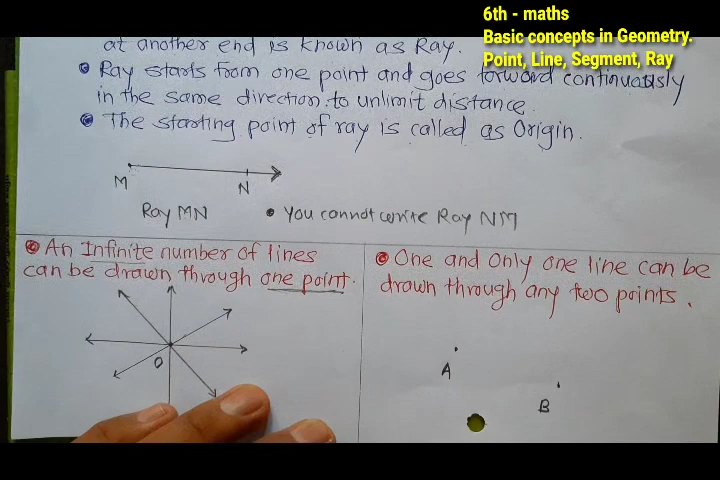 6th - maths
Basic concepts in Geometry.
Point, Line, Segment, Ray
at another end is known as Ray.
Ray starts from one point and goes forward continuously
in the same direction to unlimit distance.
The starting point of ray is called as Origin.
M
N
Ray MN
You cannot write Ray NM
An Infinite number of lines
can be drawn through one point.
O
One and Only one line can be
drawn through any two points.
A
B